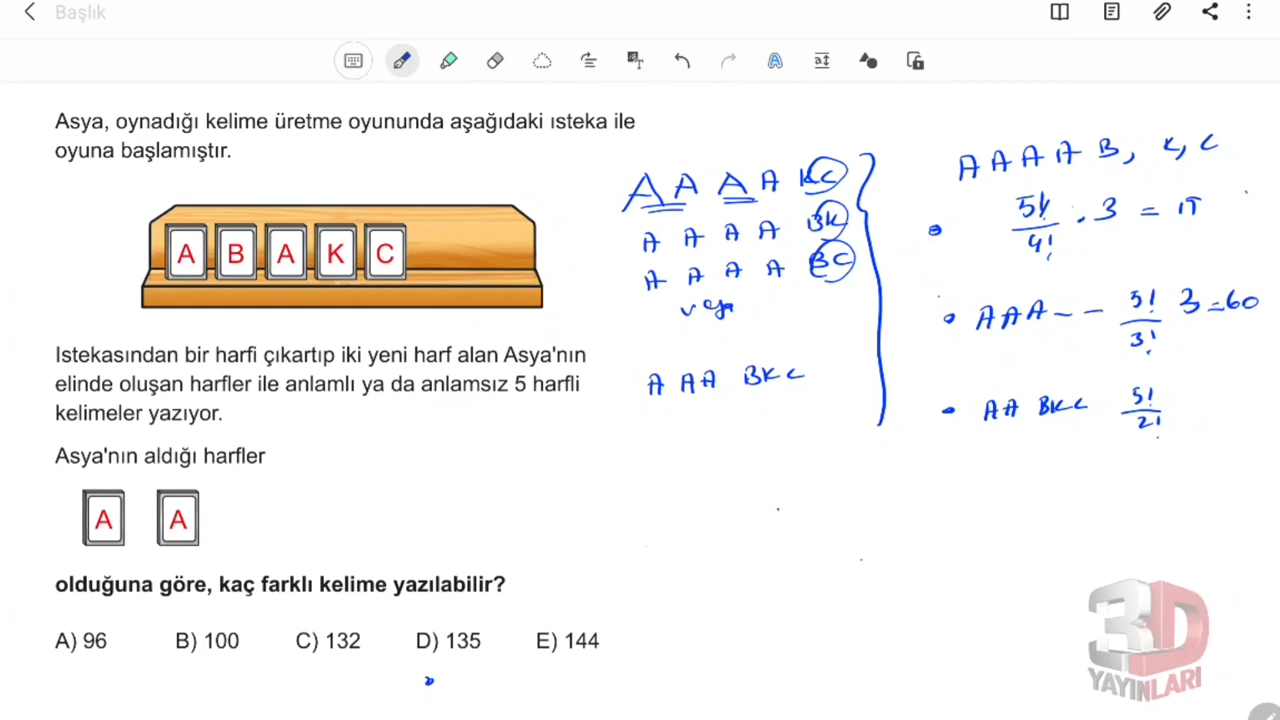 Başlık
Asya, oynadığı kelime üretme oyununda aşağıdaki ısteka ile
oyuna başlamıştır.
A B A K C
Istekasından bir harfi çıkartıp iki yeni harf alan Asya'nın
elinde oluşan harfler ile anlamlı ya da anlamsız 5 harfli
kelimeler yazıyor.
Asya'nın aldığı harfler
A A
olduğuna göre, kaç farklı kelime yazılabilir?
A) 96 B) 100 C) 132 D) 135 E) 144
A A A A KC
A A A A BK
A A A A BC
veya
A A A B K C
A A A A B, K, C
5!/4! . 3 = 15
A A A - - 5!/3! 3 = 60
A A B K C 5!/2!
3D
YAYINLARI